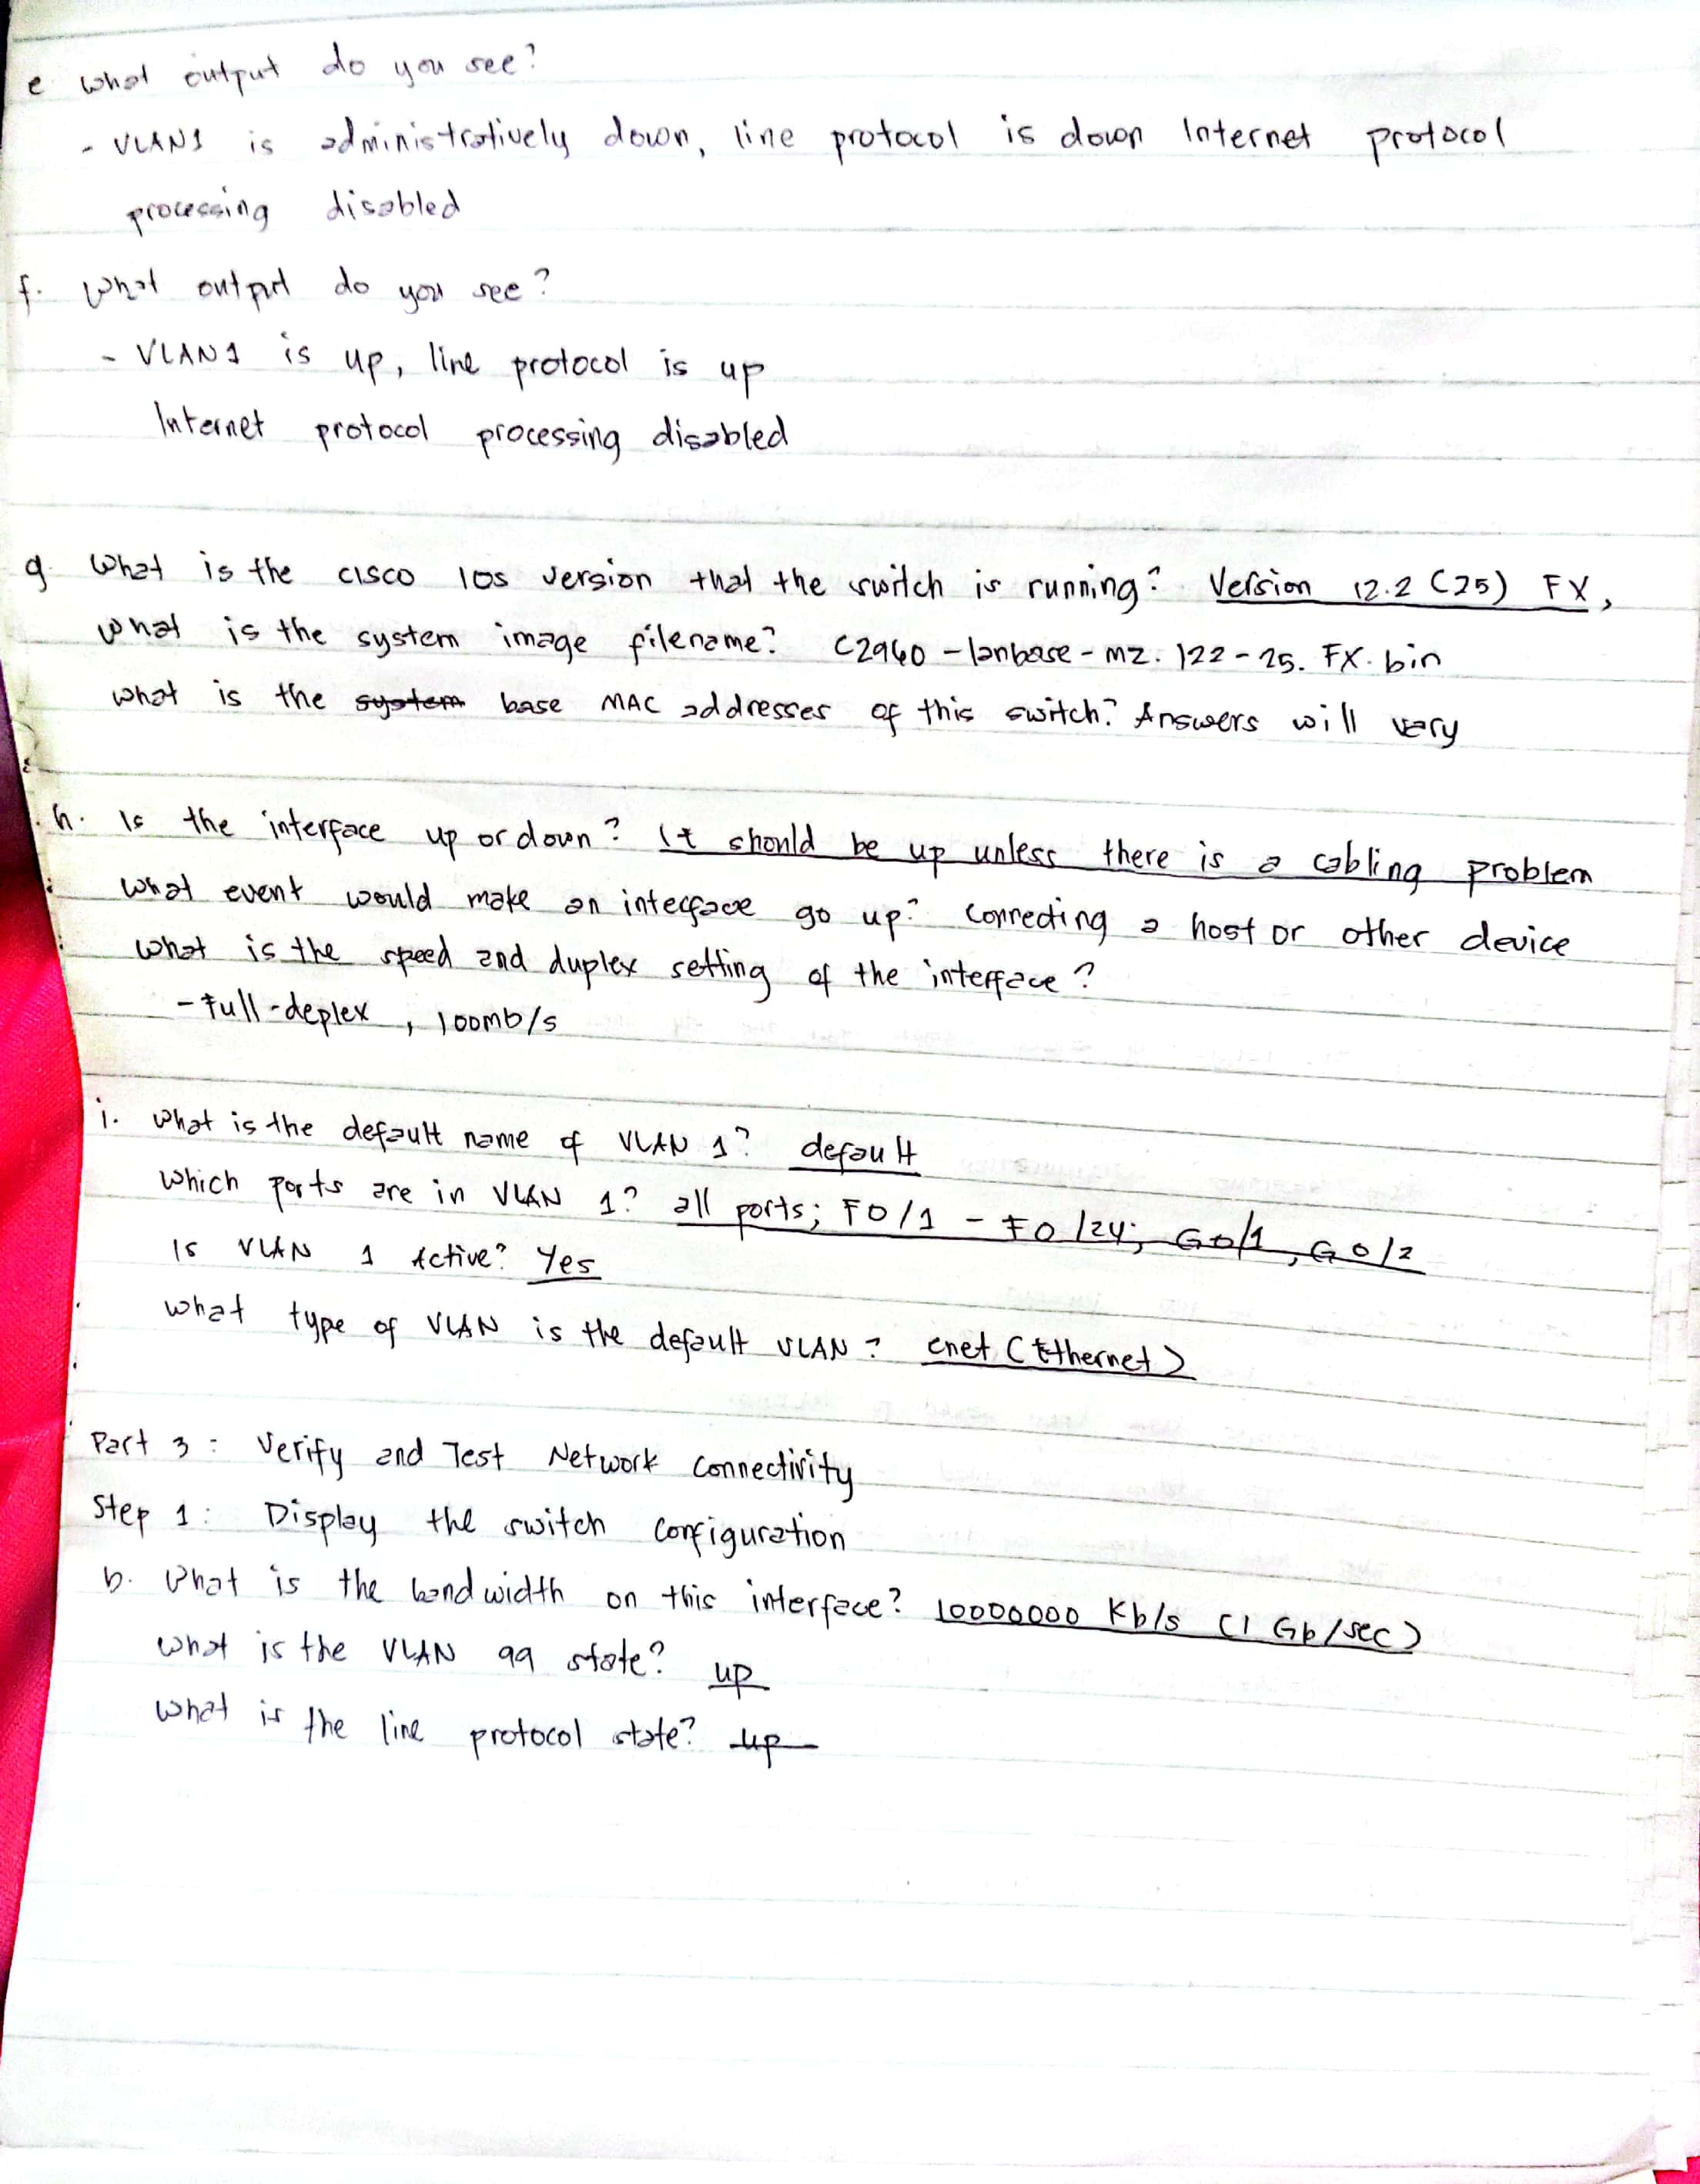 e what output do you see?
- VLAN1 is administratively down, line protocol is down Internet protocol
processing disabled
f. What output do you see?
- VLAN1 is up, line protocol is up
Internet protocol processing disabled
g. What is the cisco IOS version that the switch is running? Version 12.2 (25) FX,
what is the system image filename? C2960-lanbase-mz.122-25.FX.bin
what is the system base MAC addresses of this switch? Answers will vary
h. Is the interface up or down? It should be up unless there is a cabling problem
what event would make an interface go up? connecting a host or other device
what is the speed and duplex setting of the interface?
- full-deplex, 100mb/s
i. what is the default name of VLAN 1? default
which ports are in VLAN 1? all ports; F0/1 - F0/24; G0/1, G0/2
Is VLAN 1 Active? Yes
what type of VLAN is the default VLAN? enet (Ethernet)
Part 3: Verify and Test Network connectivity
Step 1: Display the switch configuration
b. What is the bandwidth on this interface? 10000000 Kb/s (1 Gb/sec)
what is the VLAN 99 state? up
what is the line protocol state? up